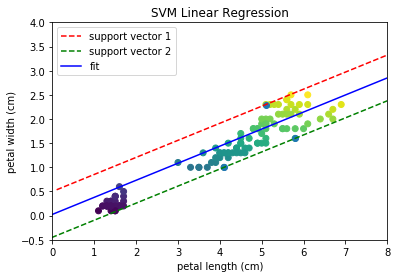 SVM Linear Regression
4.0
3.5
3.0
2.5
2.0
1.5
1.0
0.5
0.0
−0.5
petal width (cm)
support vector 1
support vector 2
fit
0 1 2 3 4 5 6 7 8
petal length (cm)